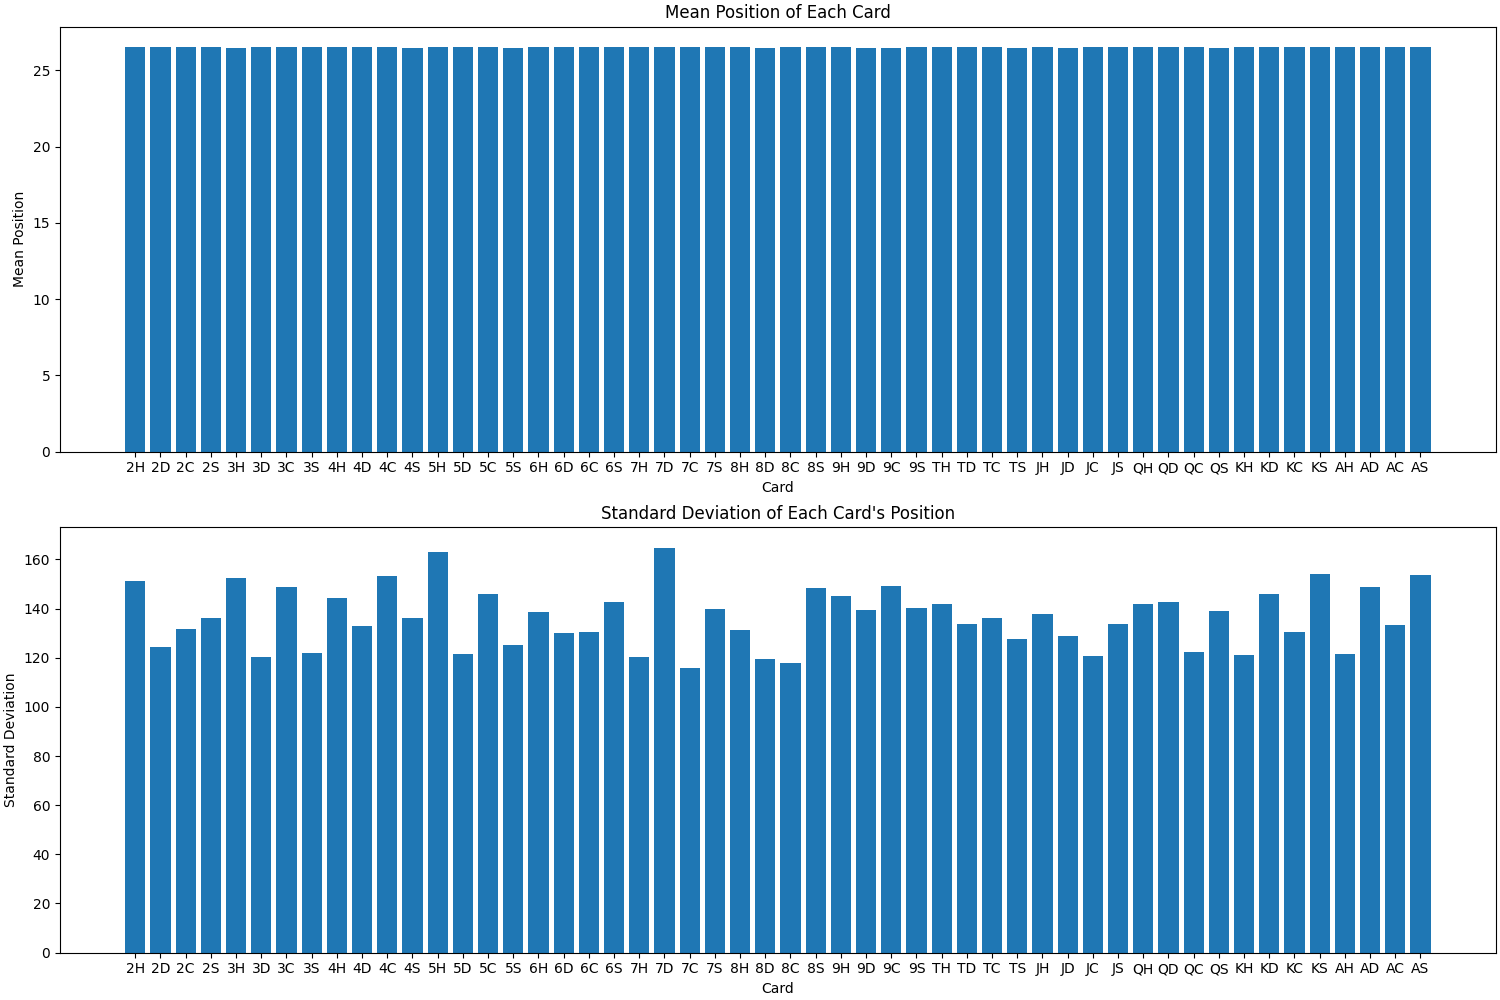 Mean Position of Each Card
Mean Position
25
20
15
10
5
0
2H 2D 2C 2S 3H 3D 3C 3S 4H 4D 4C 4S 5H 5D 5C 5S 6H 6D 6C 6S 7H 7D 7C 7S 8H 8D 8C 8S 9H 9D 9C 9S TH TD TC TS JH JD JC JS QH QD QC QS KH KD KC KS AH AD AC AS
Card
Standard Deviation of Each Card's Position
Standard Deviation
160
140
120
100
80
60
40
20
0
2H 2D 2C 2S 3H 3D 3C 3S 4H 4D 4C 4S 5H 5D 5C 5S 6H 6D 6C 6S 7H 7D 7C 7S 8H 8D 8C 8S 9H 9D 9C 9S TH TD TC TS JH JD JC JS QH QD QC QS KH KD KC KS AH AD AC AS
Card